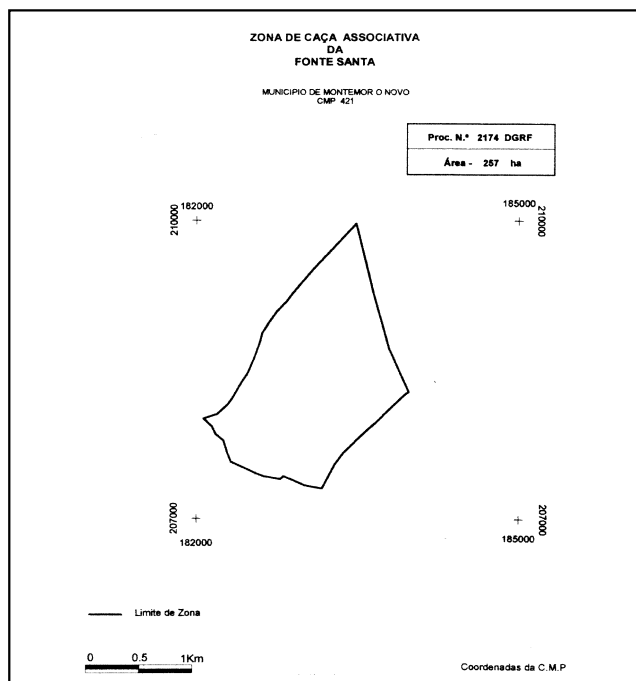 ZONA DE CAÇA ASSOCIATIVA
DA
FONTE SANTA
MUNICIPIO DE MONTEMOR O NOVO
CMP 421
Proc. N.º 2174 DGRF
Área - 257 ha
182000
210000
185000
210000
207000
182000
207000
185000
Limite de Zona
0 0.5 1Km
Coordenadas da C.M.P